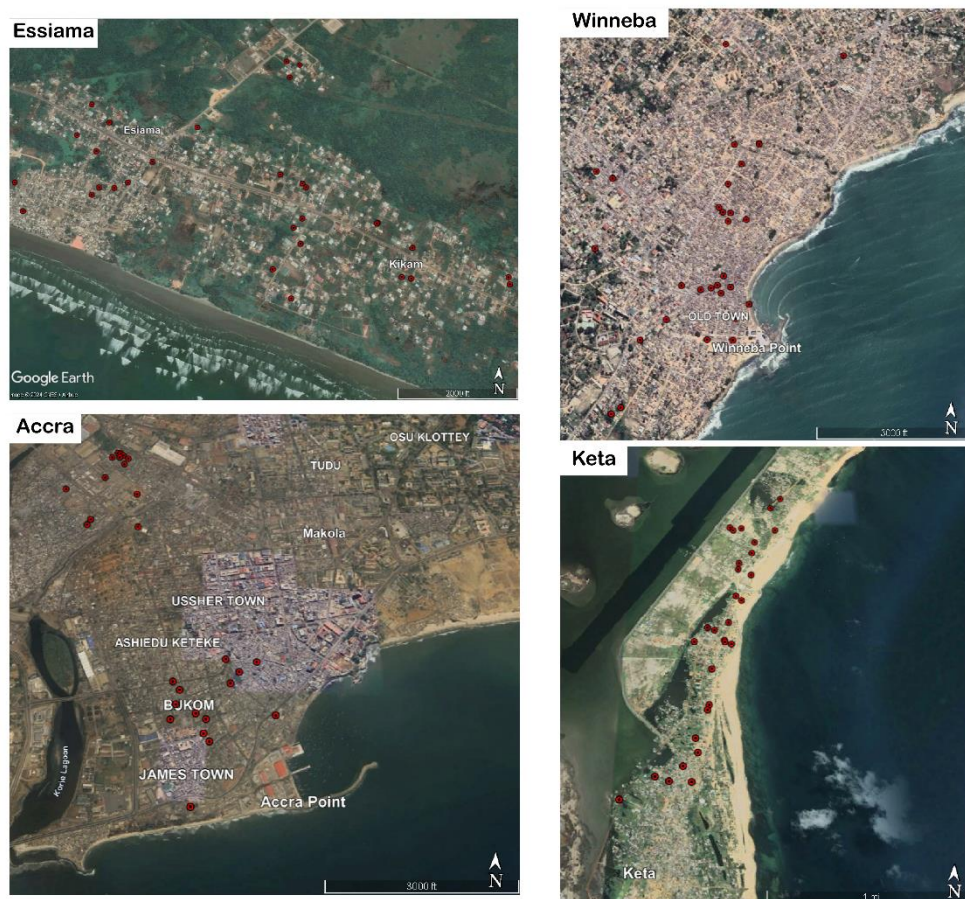 Essiama
Esiama
Kikam
Google Earth
2000 ft
N
Winneba
OLD TOWN
Winneba Point
3000 ft
N
Accra
OSU KLOTTEY
TUDU
Makola
USSHER TOWN
ASHIEDU KETEKE
BUKOM
JAMES TOWN
Accra Point
Korle Lagoon
3000 ft
N
Keta
Keta
1 mi
N